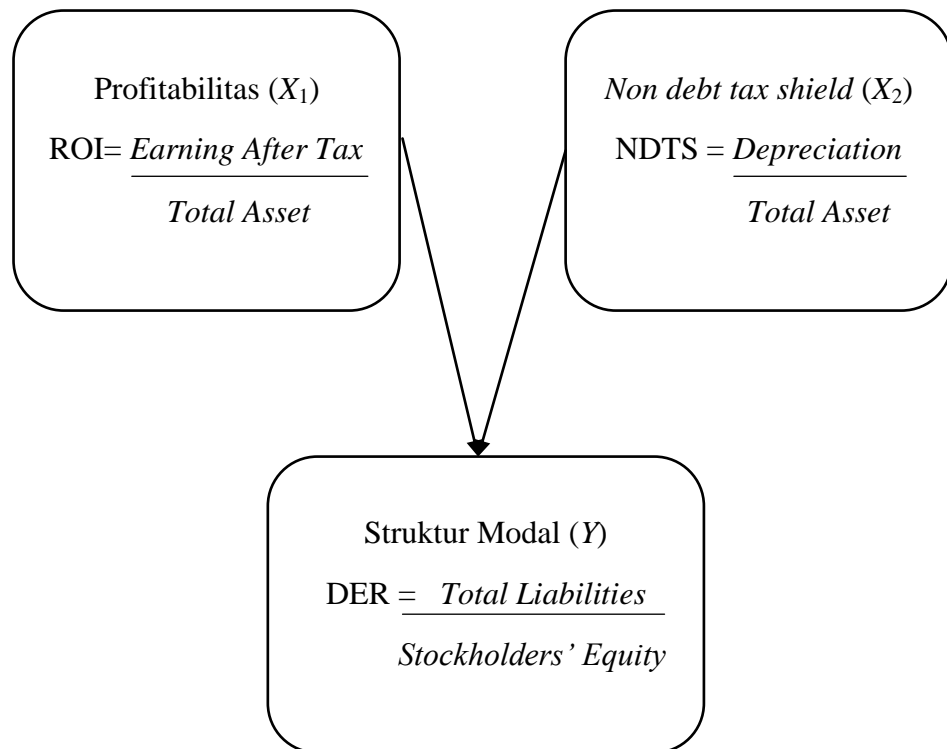 Profitabilitas (X1)
ROI= Earning After Tax
Total Asset
Non debt tax shield (X2)
NDTS = Depreciation
Total Asset
Struktur Modal (Y)
DER = Total Liabilities
Stockholders’ Equity